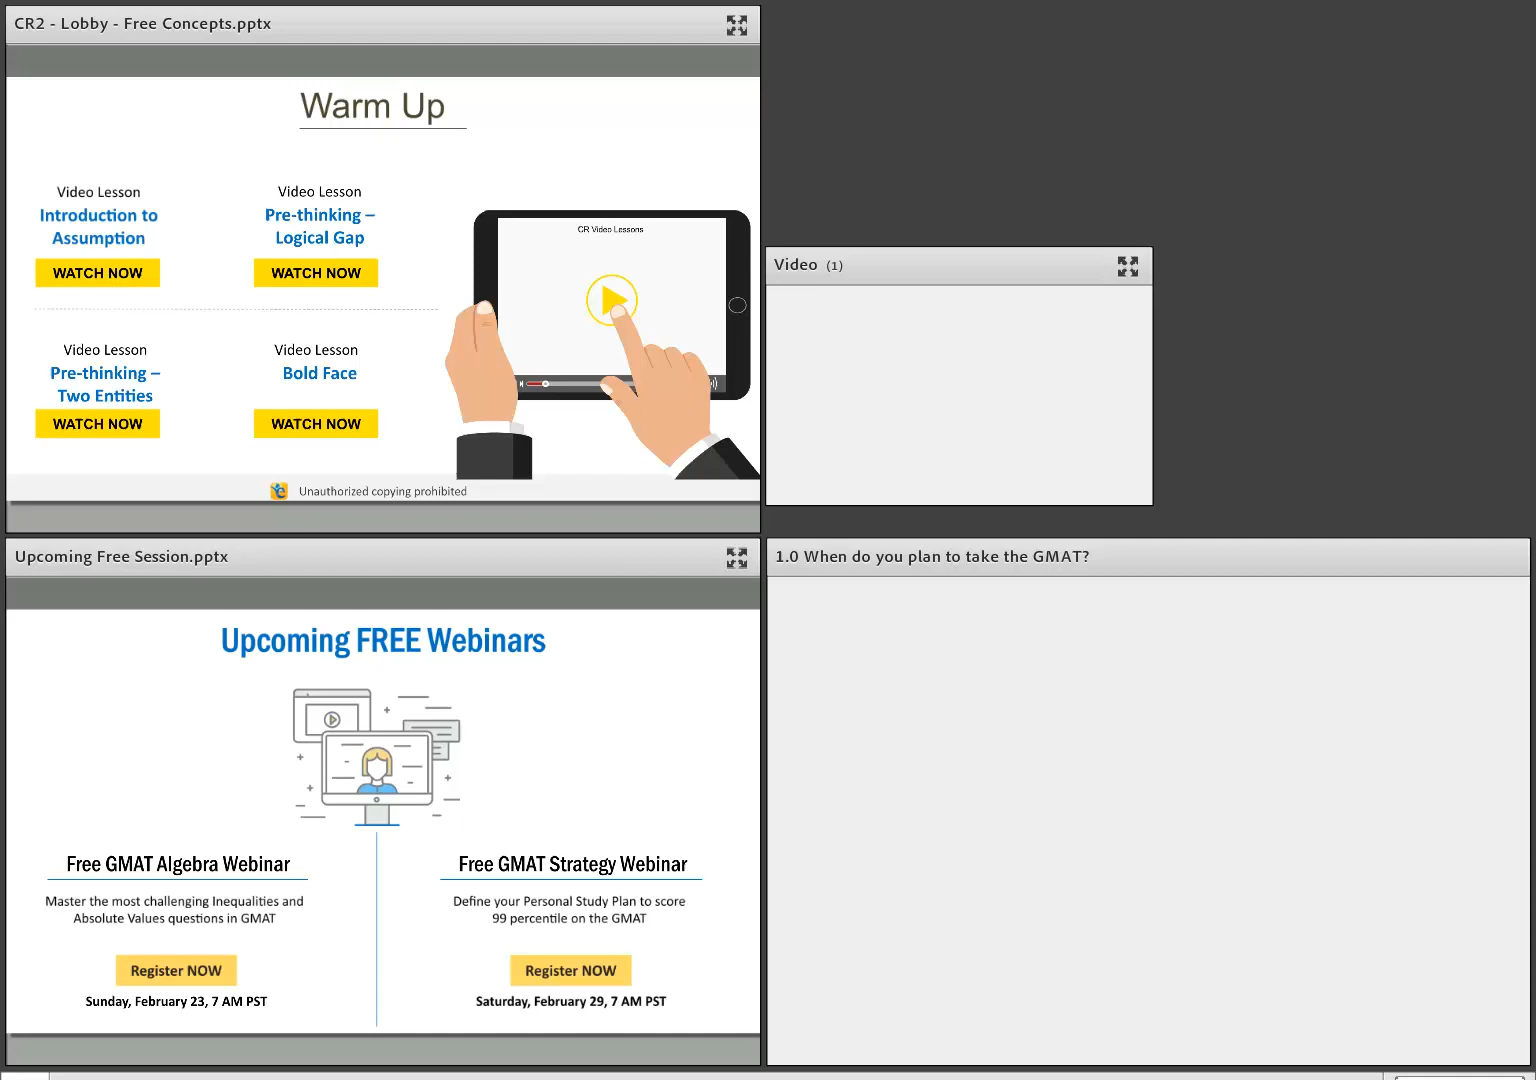 CR2 - Lobby - Free Concepts.pptx
Warm Up
Video Lesson
Introduction to
Assumption
WATCH NOW
Video Lesson
Pre-thinking –
Logical Gap
WATCH NOW
Video Lesson
Pre-thinking –
Two Entities
WATCH NOW
Video Lesson
Bold Face
WATCH NOW
CR Video Lessons
Unauthorized copying prohibited
Video (1)
Upcoming Free Session.pptx
Upcoming FREE Webinars
Free GMAT Algebra Webinar
Master the most challenging Inequalities and
Absolute Values questions in GMAT
Register NOW
Sunday, February 23, 7 AM PST
Free GMAT Strategy Webinar
Define your Personal Study Plan to score
99 percentile on the GMAT
Register NOW
Saturday, February 29, 7 AM PST
1.0 When do you plan to take the GMAT?